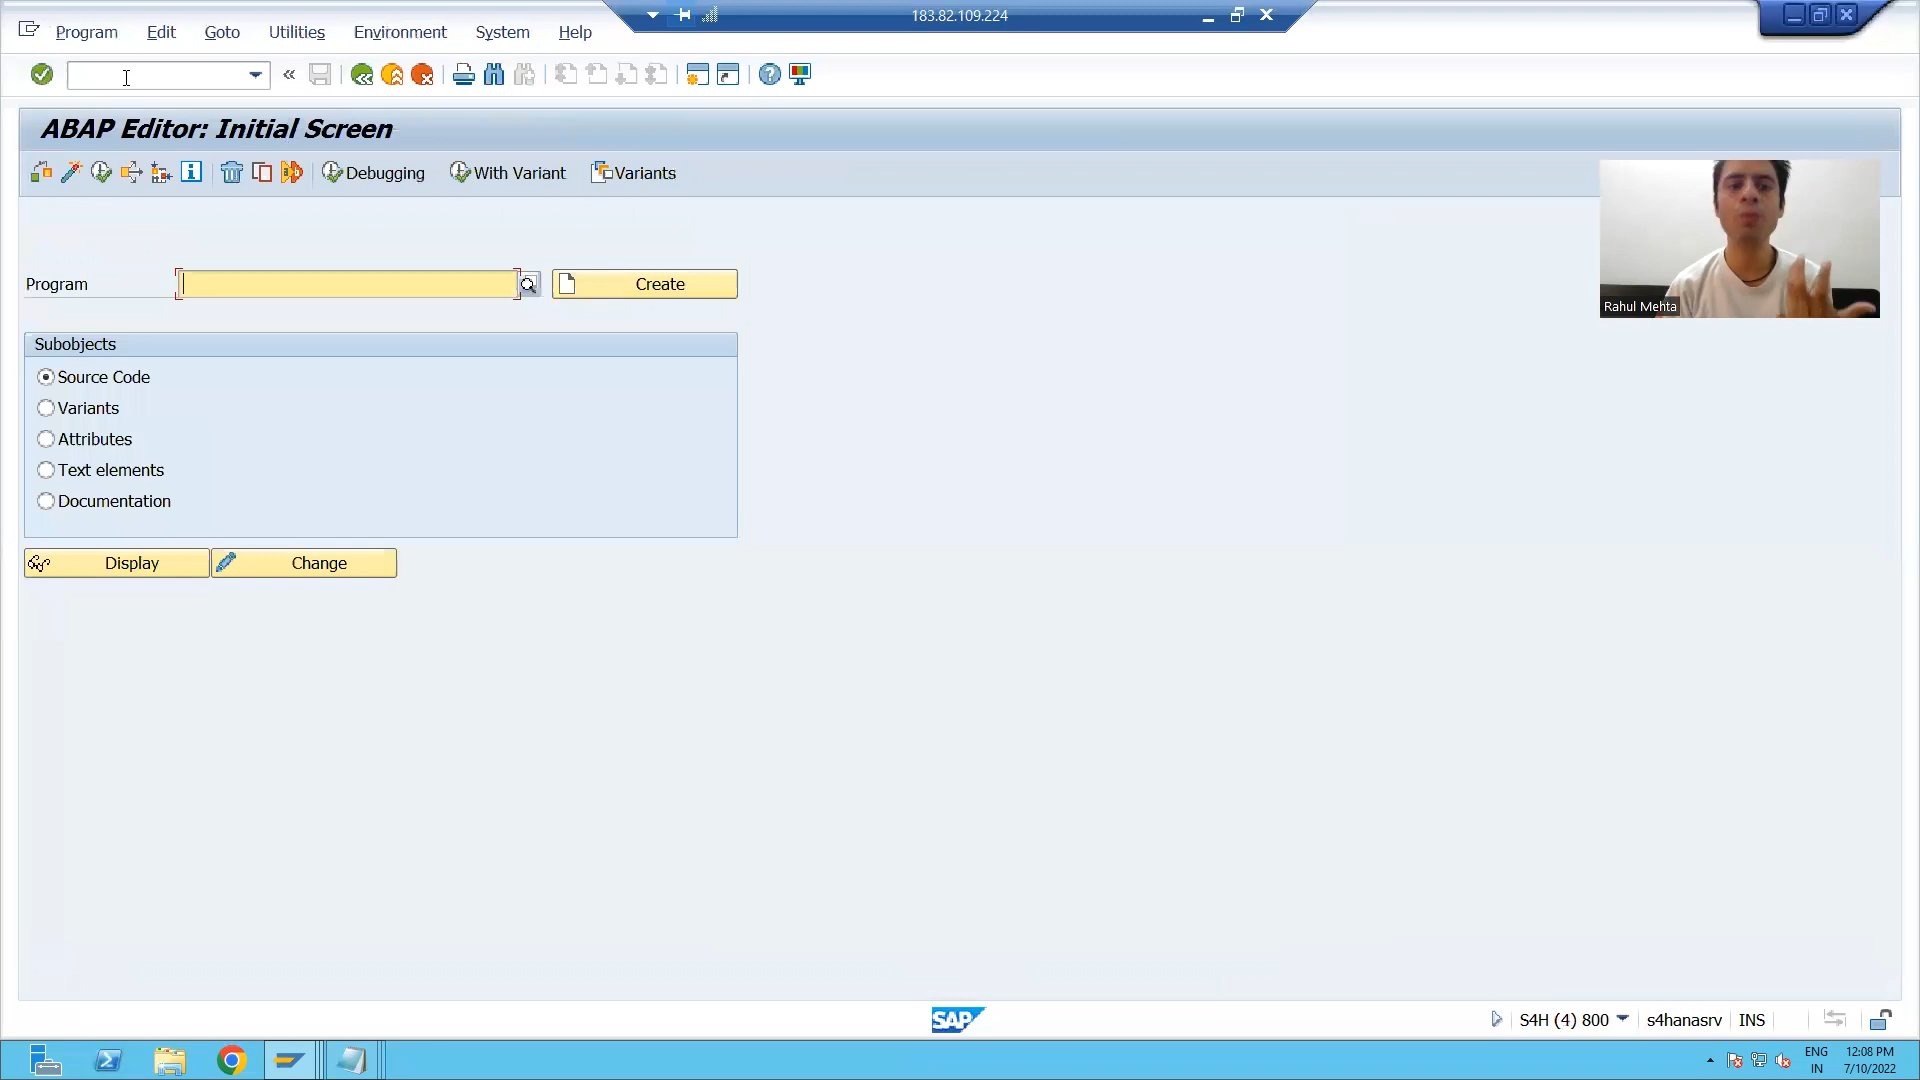 183.82.109.224
Program Edit Goto Utilities Environment System Help
ABAP Editor: Initial Screen
Debugging With Variant Variants
Program Create
Rahul Mehta
Subobjects
Source Code
Variants
Attributes
Text elements
Documentation
Display Change
SAP S4H (4) 800 s4hanasrv INS
ENG 12:08 PM
IN 7/10/2022